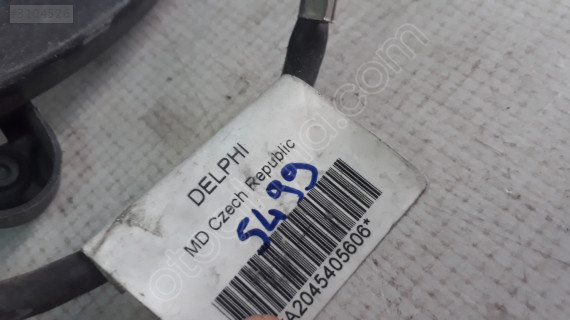 DELPHI
MD Czech Republic
5499
A2045405606*